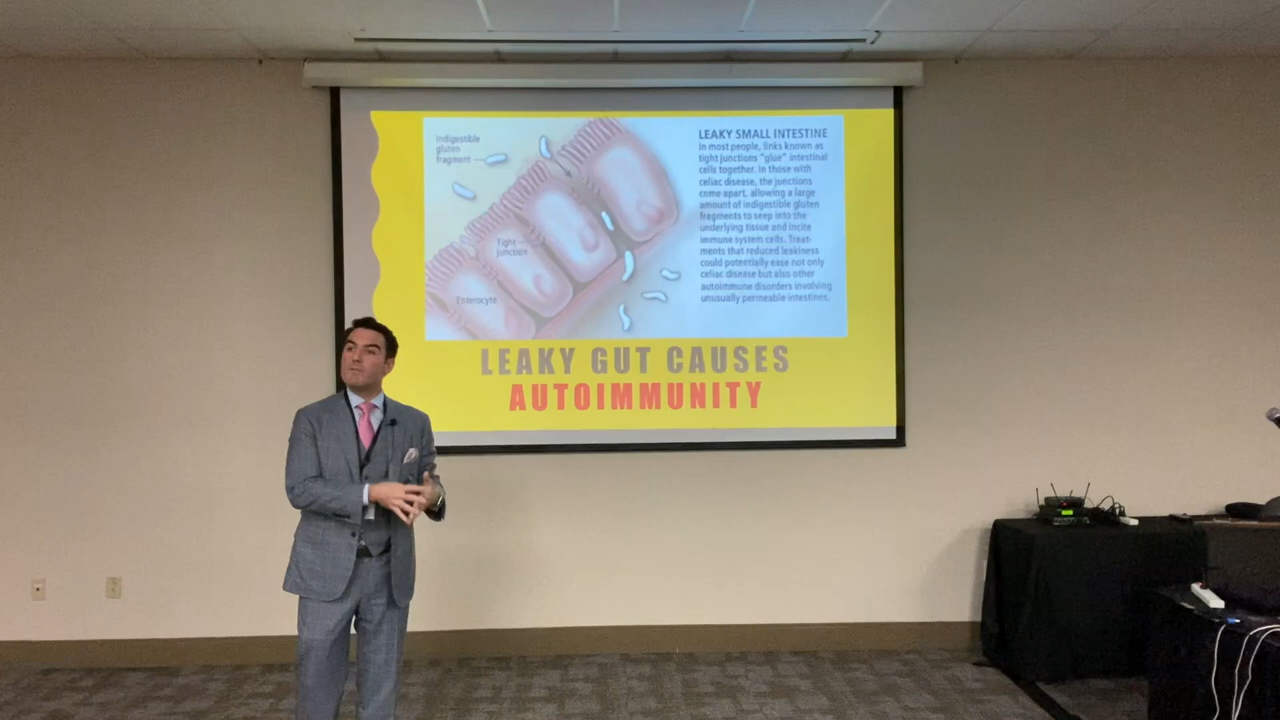 Indigestible
gluten
fragment
Tight
junction
Enterocyte
LEAKY SMALL INTESTINE
In most people, links known as
tight junctions "glue" intestinal
cells together. In those with
celiac disease, the junctions
come apart, allowing a large
amount of indigestible gluten
fragments to seep into the
underlying tissue and incite
immune system cells. Treat-
ments that reduced leakiness
could potentially ease not only
celiac disease but also other
autoimmune disorders involving
unusually permeable intestines.
LEAKY GUT CAUSES
AUTOIMMUNITY